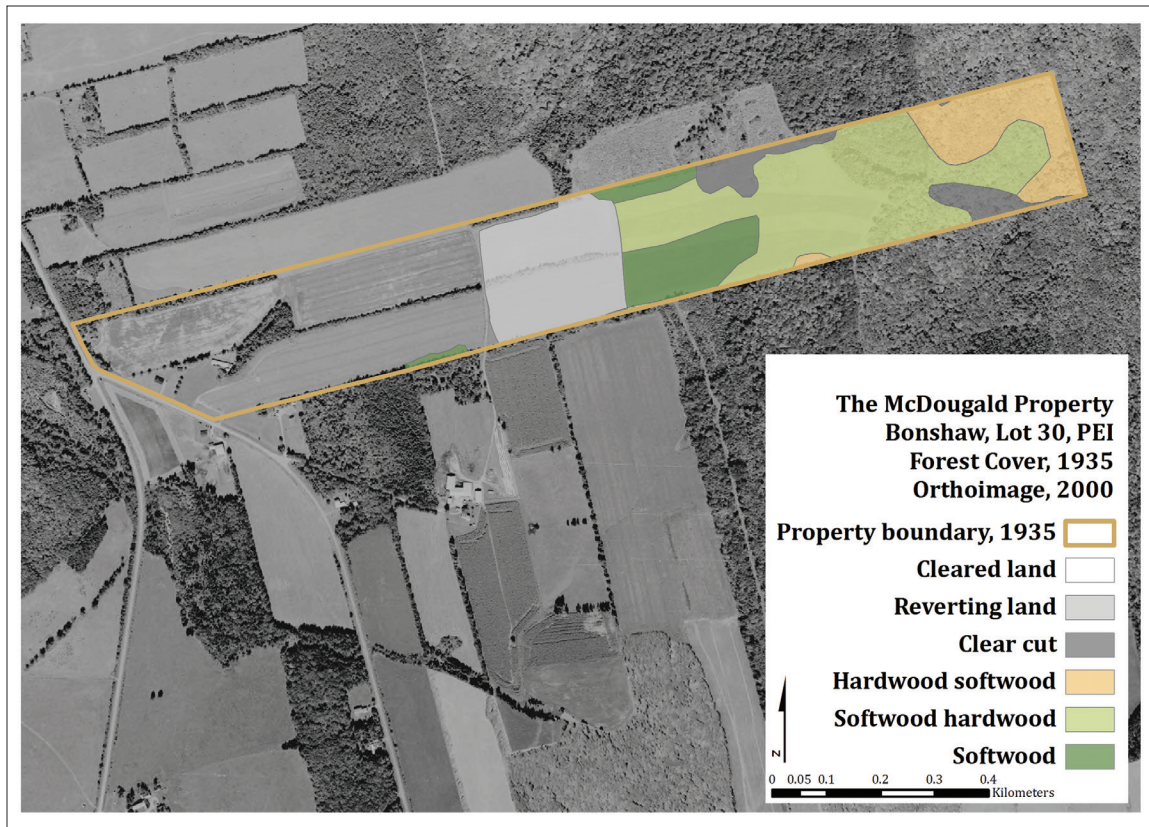 The McDougald Property
Bonshaw, Lot 30, PEI
Forest Cover, 1935
Orthoimage, 2000
Property boundary, 1935
Cleared land
Reverting land
Clear cut
Hardwood softwood
Softwood hardwood
Softwood
N
0 0.05 0.1 0.2 0.3 0.4
Kilometers